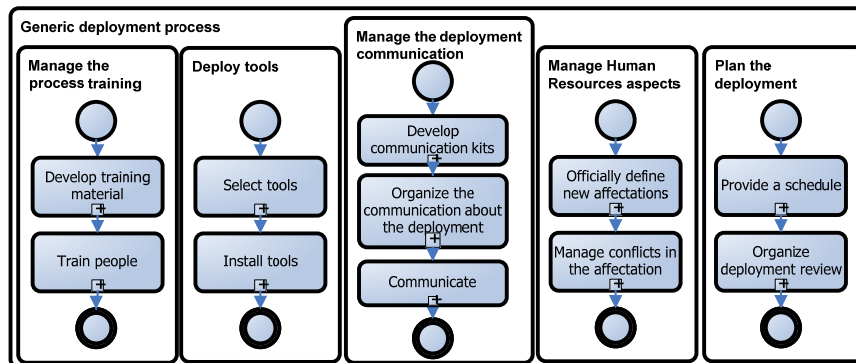 Generic deployment process
Manage the
process training
Develop training
material
Train people
Deploy tools
Select tools
Install tools
Manage the deployment
communication
Develop
communication kits
Organize the
communication about
the deployment
Communicate
Manage Human
Resources aspects
Officially define
new affectations
Manage conflicts in
the affectation
Plan the
deployment
Provide a schedule
Organize
deployment review